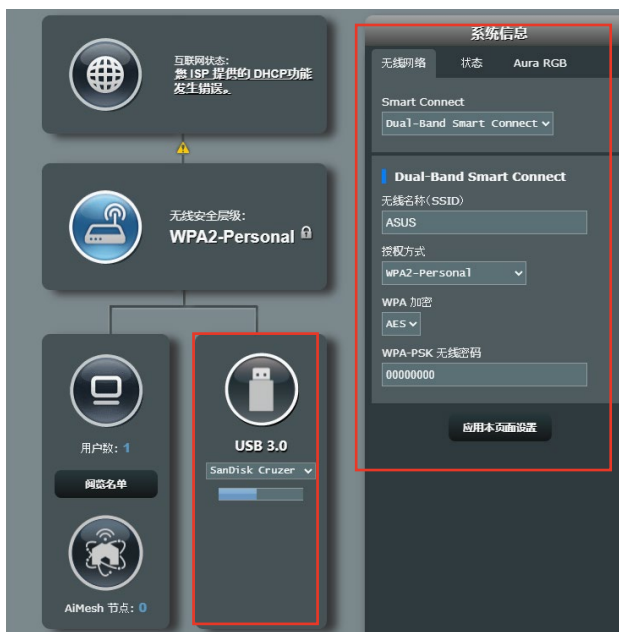 互联网状态:
您 ISP 提供的 DHCP功能
发生错误。
无线安全层级:
WPA2-Personal
用户数: 1
阅览名单
AiMesh 节点: 0
USB 3.0
SanDisk Cruzer
系统信息
无线网络 状态 Aura RGB
Smart Connect
Dual-Band Smart Connect
Dual-Band Smart Connect
无线名称(SSID)
ASUS
授权方式
WPA2-Personal
WPA 加密
AES
WPA-PSK 无线密码
00000000
应用本页面设置